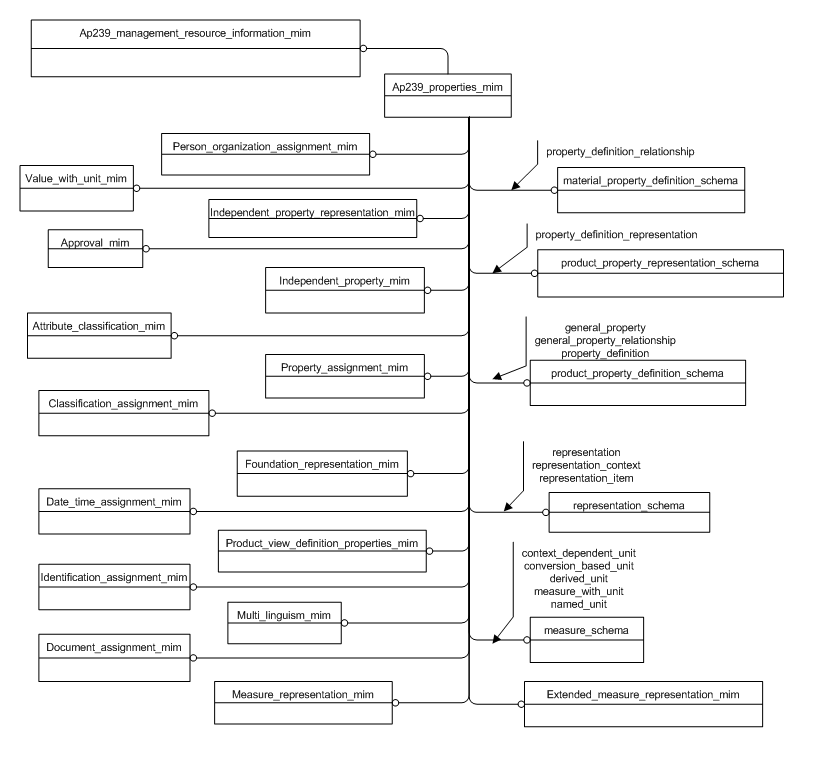 Ap239_management_resource_information_mim
Ap239_properties_mim
Person_organization_assignment_mim
property_definition_relationship
Value_with_unit_mim
material_property_definition_schema
Independent_property_representation_mim
Approval_mim
property_definition_representation
product_property_representation_schema
Independent_property_mim
Attribute_classification_mim
general_property
general_property_relationship
property_definition
Property_assignment_mim
product_property_definition_schema
Classification_assignment_mim
Foundation_representation_mim
representation
representation_context
representation_item
Date_time_assignment_mim
representation_schema
Product_view_definition_properties_mim
context_dependent_unit
conversion_based_unit
derived_unit
measure_with_unit
named_unit
Identification_assignment_mim
Multi_linguism_mim
measure_schema
Document_assignment_mim
Measure_representation_mim
Extended_measure_representation_mim